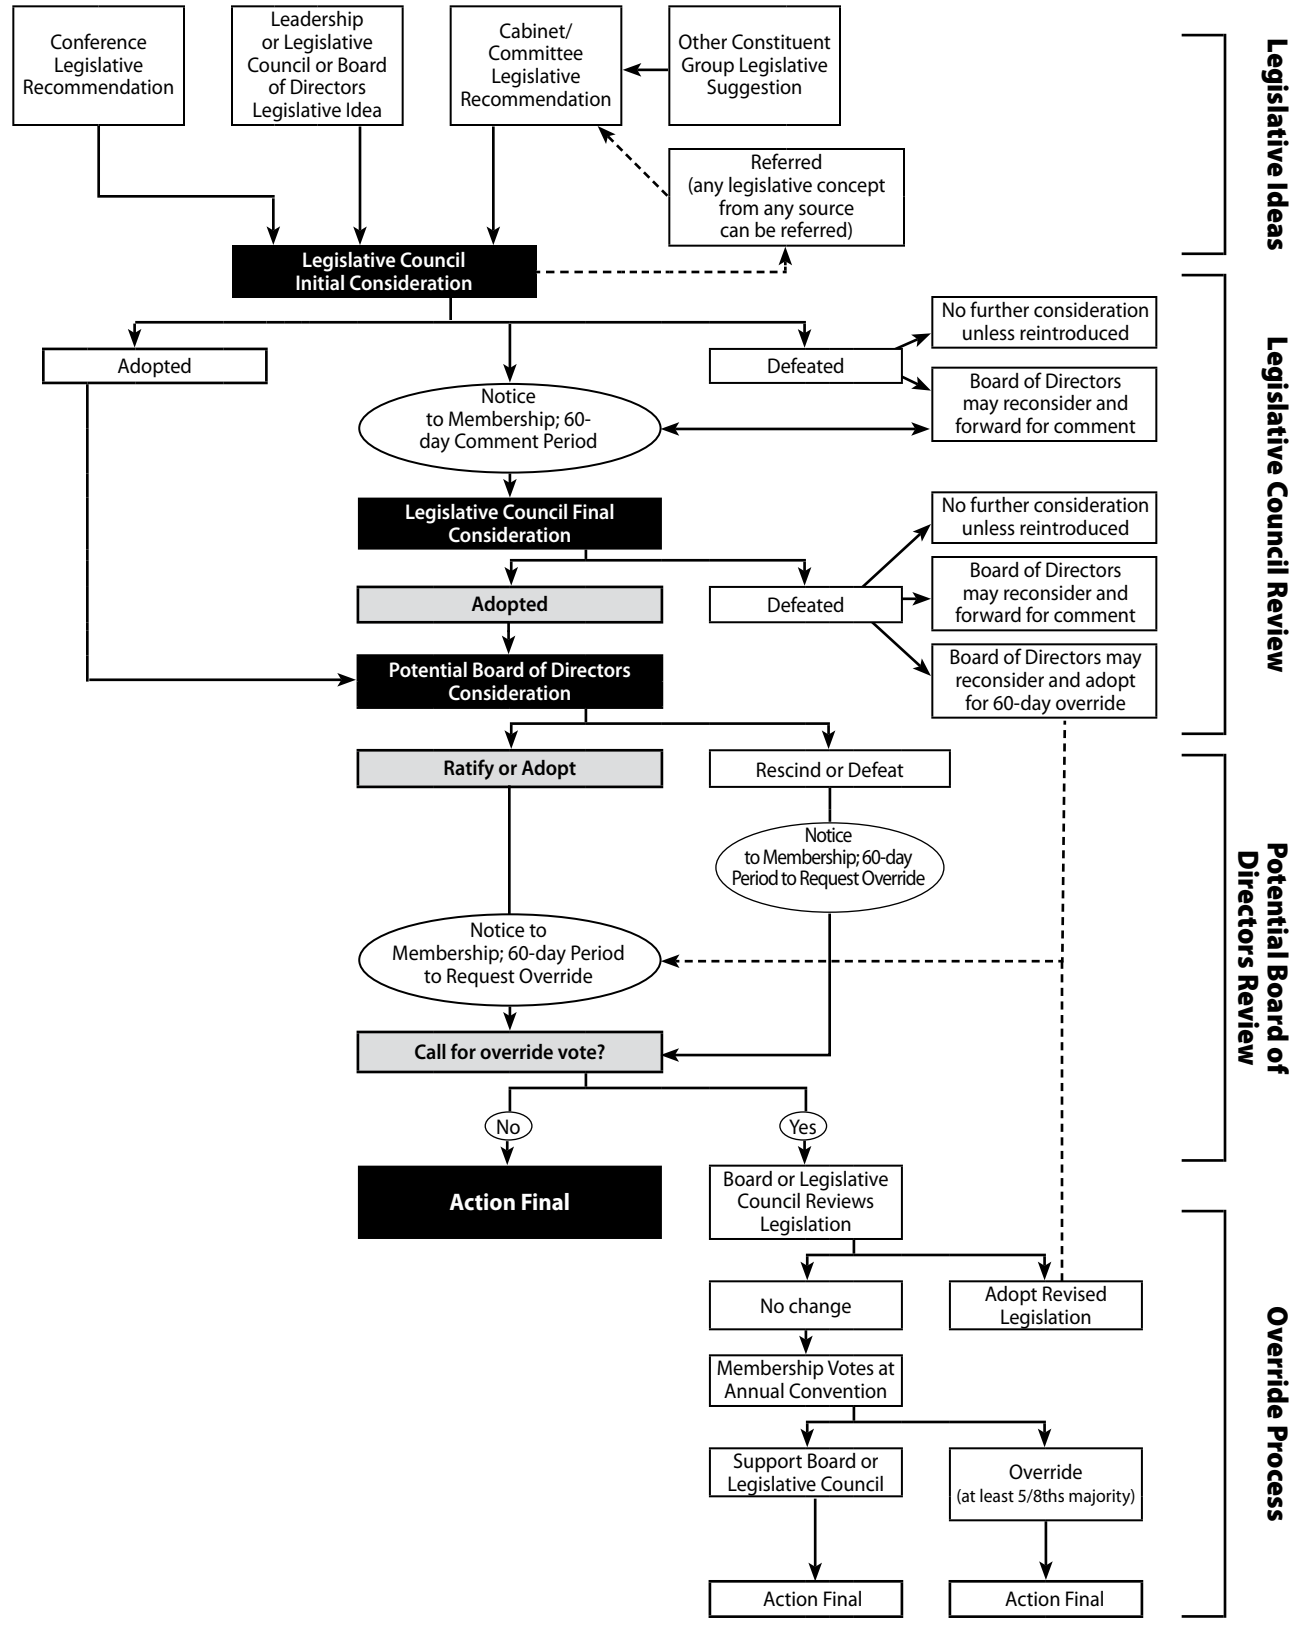 Conference
Legislative
Recommendation
Leadership
or Legislative
Council or Board
of Directors
Legislative Idea
Cabinet/
Committee
Legislative
Recommendation
Other Constituent
Group Legislative
Suggestion
Referred
(any legislative concept
from any source
can be referred)
Legislative Ideas
Legislative Council
Initial Consideration
Adopted
Notice
to Membership; 60-
day Comment Period
Defeated
No further consideration
unless reintroduced
Board of Directors
may reconsider and
forward for comment
Legislative Council Final
Consideration
Adopted
Defeated
No further consideration
unless reintroduced
Board of Directors
may reconsider and
forward for comment
Board of Directors may
reconsider and adopt
for 60-day override
Legislative Council Review
Potential Board of Directors
Consideration
Ratify or Adopt
Rescind or Defeat
Notice
to Membership; 60-day
Period to Request Override
Notice to
Membership; 60-day Period
to Request Override
Call for override vote?
Potential Board of
Directors Review
No
Yes
Action Final
Board or Legislative
Council Reviews
Legislation
No change
Adopt Revised
Legislation
Membership Votes at
Annual Convention
Support Board or
Legislative Council
Override
(at least 5/8ths majority)
Action Final
Action Final
Override Process